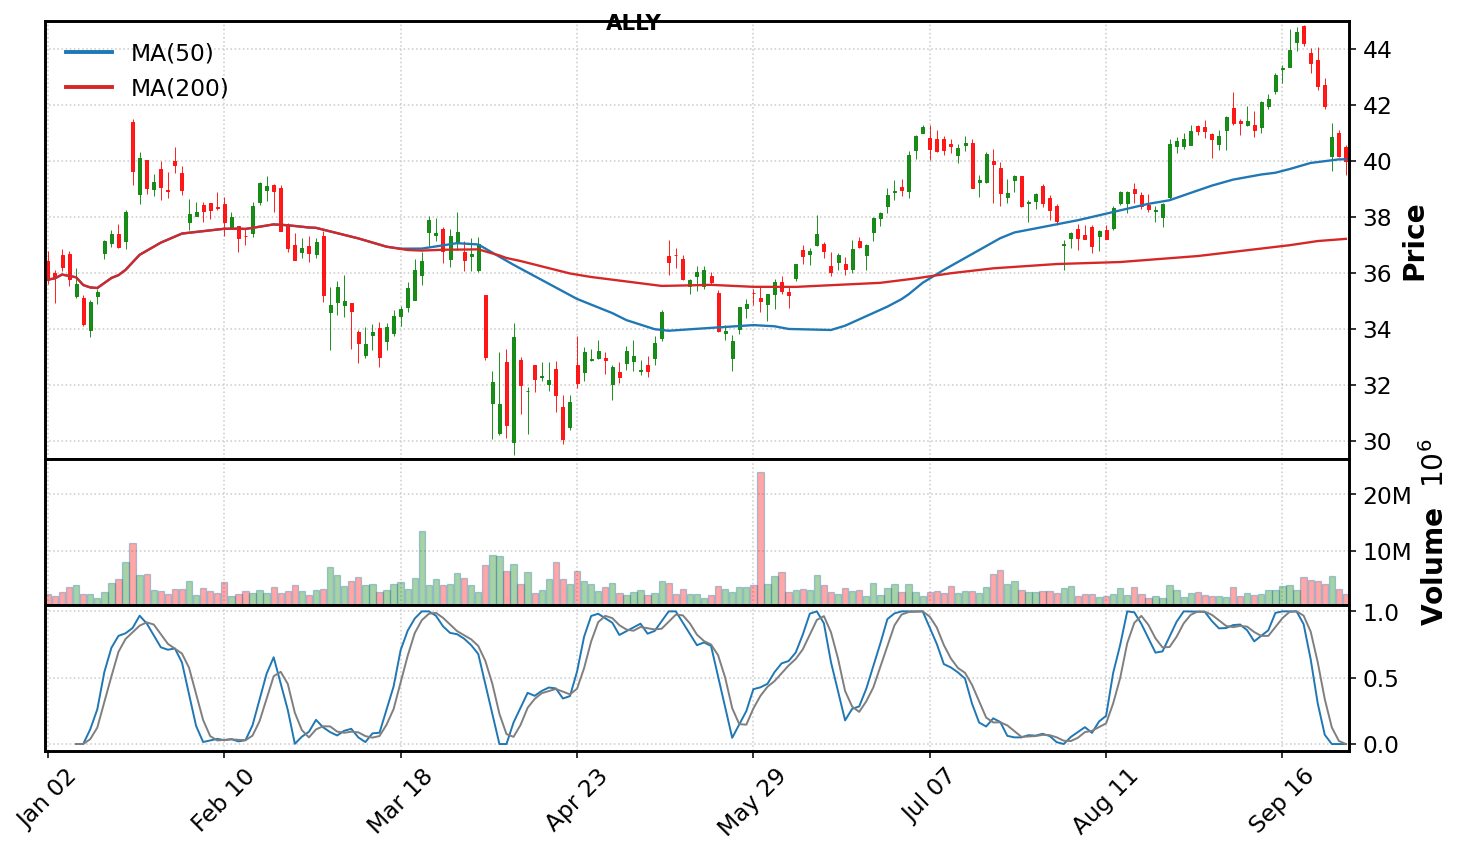 ALLY
MA(50)
MA(200)
44
42
40
38
36
34
32
30
Price
20M
10M
Volume 10^6
1.0
0.5
0.0
Jan 02
Feb 10
Mar 18
Apr 23
May 29
Jul 07
Aug 11
Sep 16